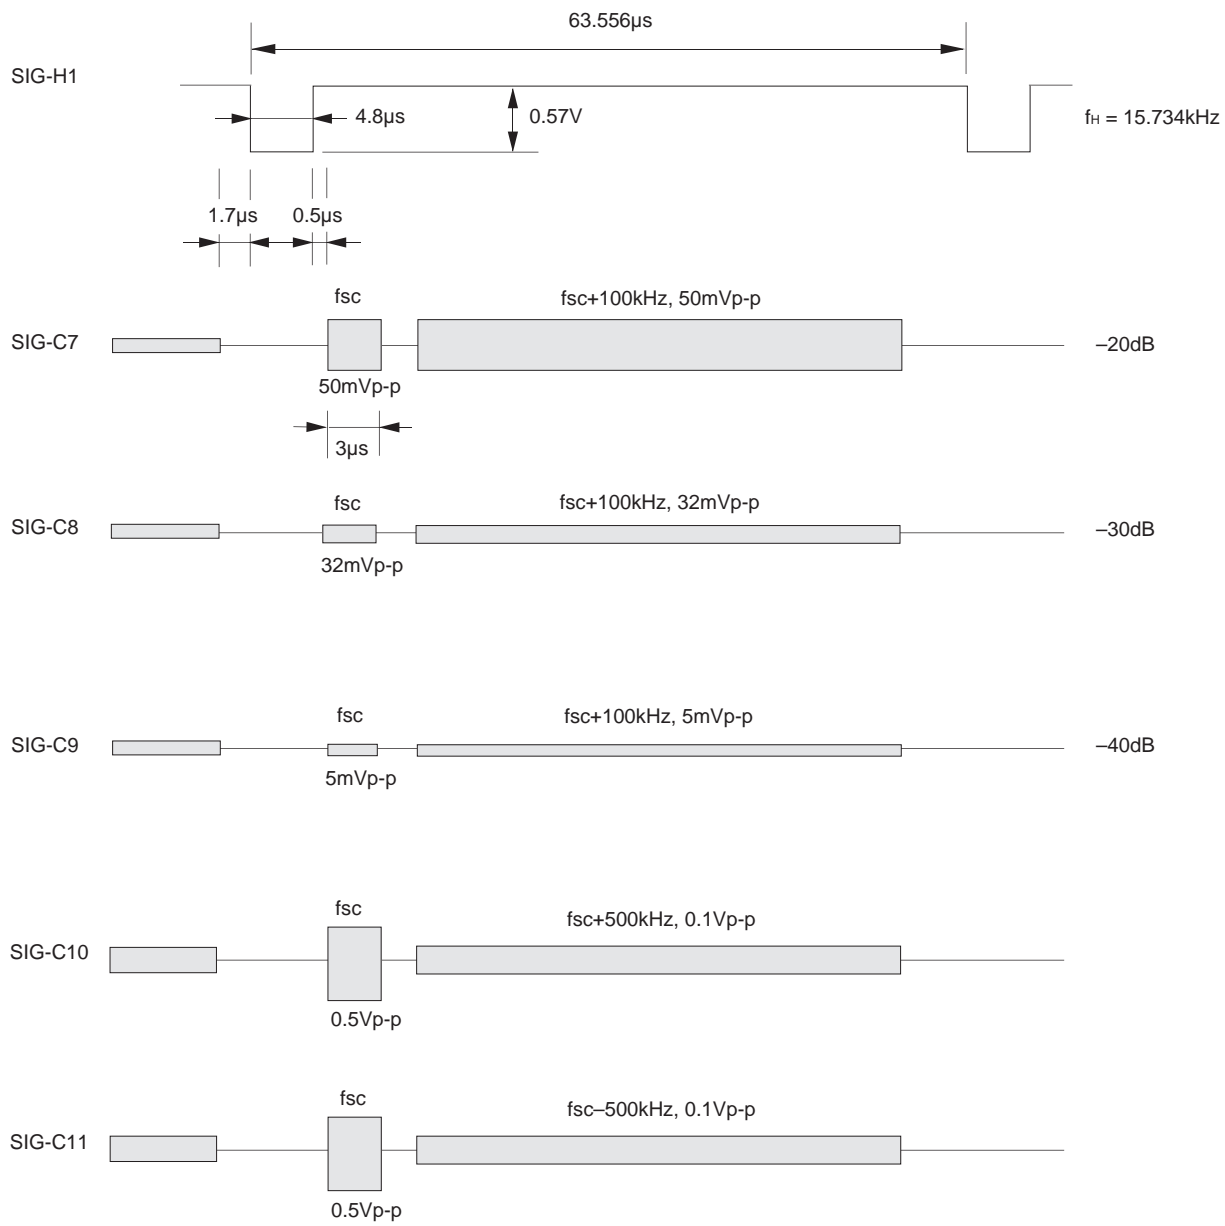 63.556µs
SIG-H1
4.8µs
0.57V
fH = 15.734kHz
1.7µs
0.5µs
fsc
fsc+100kHz, 50mVp-p
SIG-C7
–20dB
50mVp-p
3µs
fsc
fsc+100kHz, 32mVp-p
SIG-C8
–30dB
32mVp-p
fsc
fsc+100kHz, 5mVp-p
SIG-C9
–40dB
5mVp-p
fsc
fsc+500kHz, 0.1Vp-p
SIG-C10
0.5Vp-p
fsc
fsc–500kHz, 0.1Vp-p
SIG-C11
0.5Vp-p